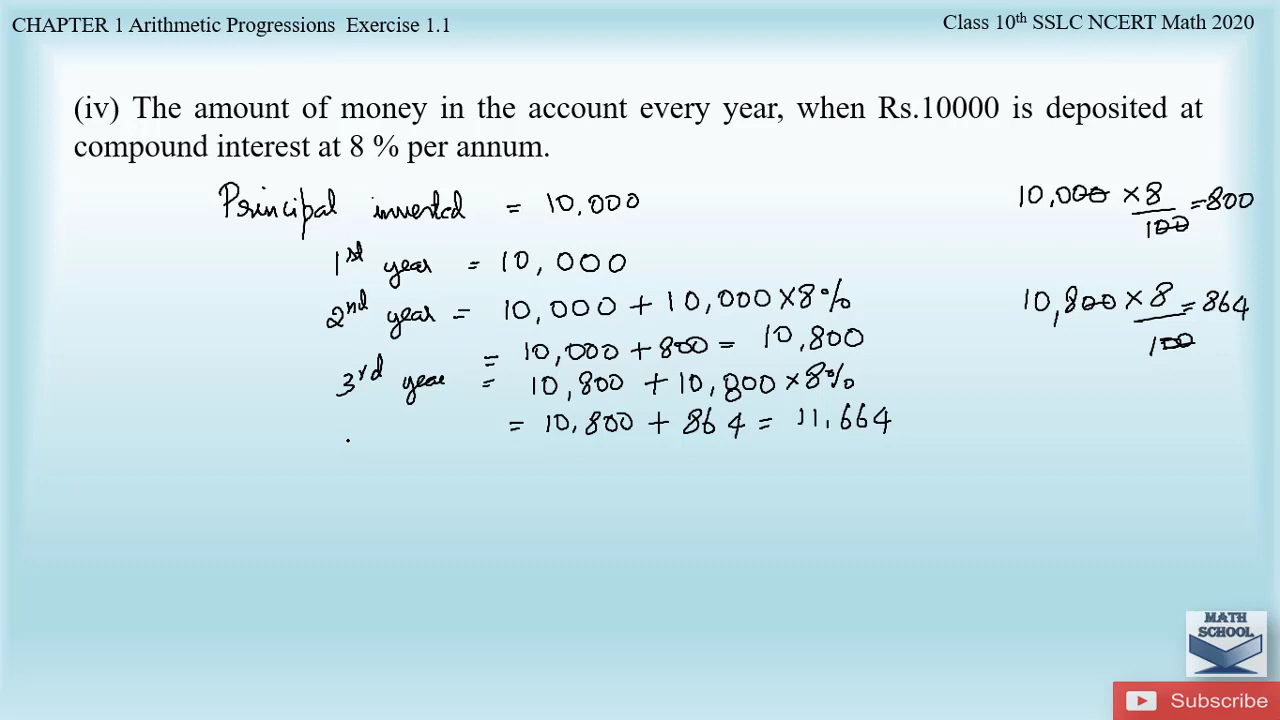 CHAPTER 1 Arithmetic Progressions Exercise 1.1
Class 10th SSLC NCERT Math 2020
(iv) The amount of money in the account every year, when Rs.10000 is deposited at
compound interest at 8 % per annum.
Principal invested = 10,000
1st year = 10,000
2nd year = 10,000 + 10,000 × 8%
= 10,000 + 800 = 10,800
3rd year = 10,800 + 10,800 × 8%
= 10,800 + 864 = 11,664
10,000 × 8/100 = 800
10,800 × 8/100 = 864
MATH
SCHOOL
Subscribe